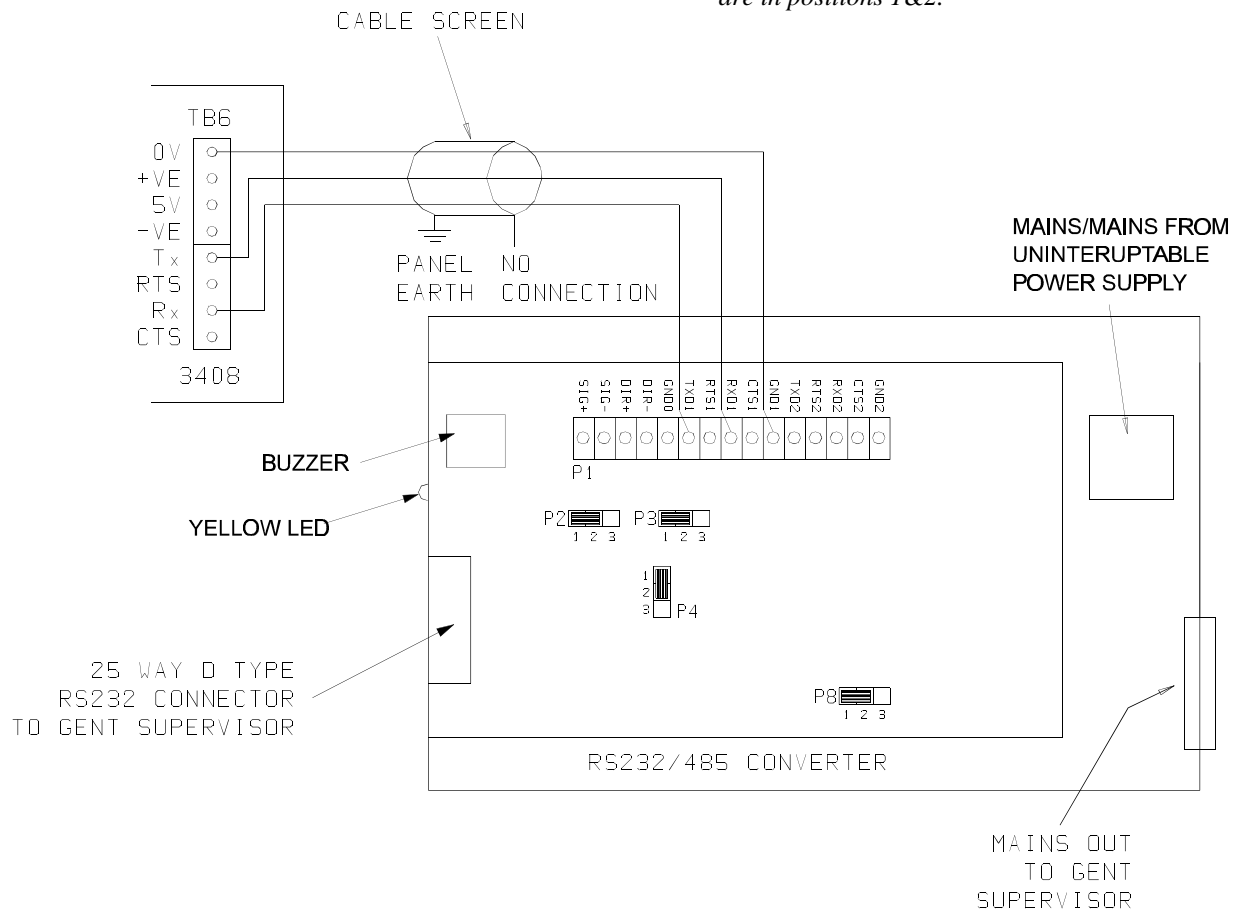 are in positions 1&2.
CABLE SCREEN
TB6
0V
+VE
5V
-VE
Tx
RTS
Rx
CTS
3408
PANEL EARTH
NO CONNECTION
MAINS/MAINS FROM
UNINTERUPTABLE
POWER SUPPLY
SIG+
SIG-
DIR+
DIR-
GND0
TXD1
RTS1
RXD1
CTS1
GND1
TXD2
RTS2
RXD2
CTS2
GND2
P1
BUZZER
YELLOW LED
P2
1 2 3
P3
1 2 3
1
2
3
P4
25 WAY D TYPE
RS232 CONNECTOR
TO GENT SUPERVISOR
P8
1 2 3
RS232/485 CONVERTER
MAINS OUT
TO GENT
SUPERVISOR